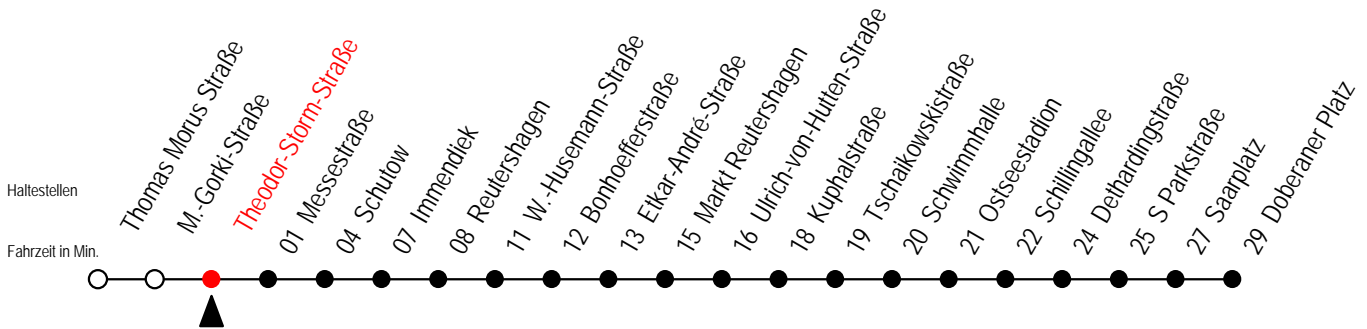 Haltestellen
Fahrzeit in Min.
Thomas Morus Straße
M.-Gorki-Straße
Theodor-Storm-Straße
01 Messestraße
04 Schutow
07 Immendiek
08 Reutershagen
11 W.-Husemann-Straße
12 Bonhoefferstraße
13 Etkar-André-Straße
15 Markt Reutershagen
16 Ulrich-von-Hutten-Straße
18 Kuphalstraße
19 Tschaikowskistraße
20 Schwimmhalle
21 Ostseestadion
22 Schillingallee
24 Dethardingstraße
25 S Parkstraße
27 Saarplatz
29 Doberaner Platz